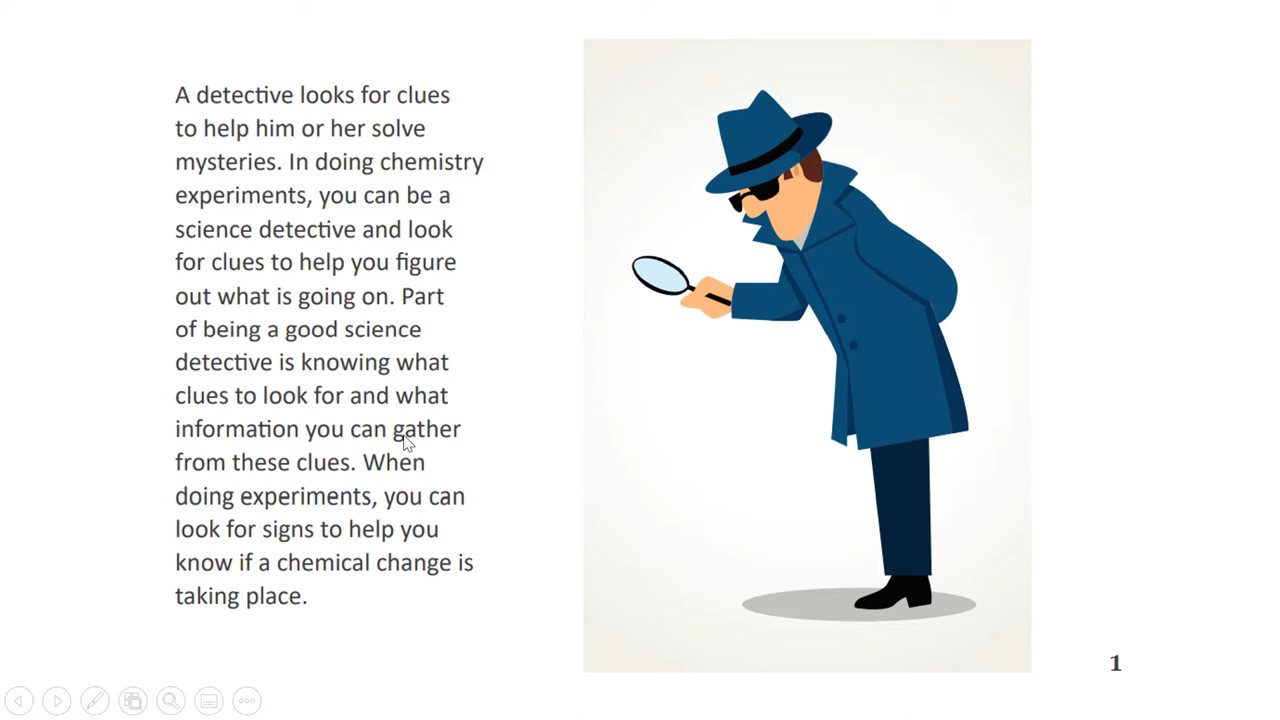 A detective looks for clues
to help him or her solve
mysteries. In doing chemistry
experiments, you can be a
science detective and look
for clues to help you figure
out what is going on. Part
of being a good science
detective is knowing what
clues to look for and what
information you can gather
from these clues. When
doing experiments, you can
look for signs to help you
know if a chemical change is
taking place.
1